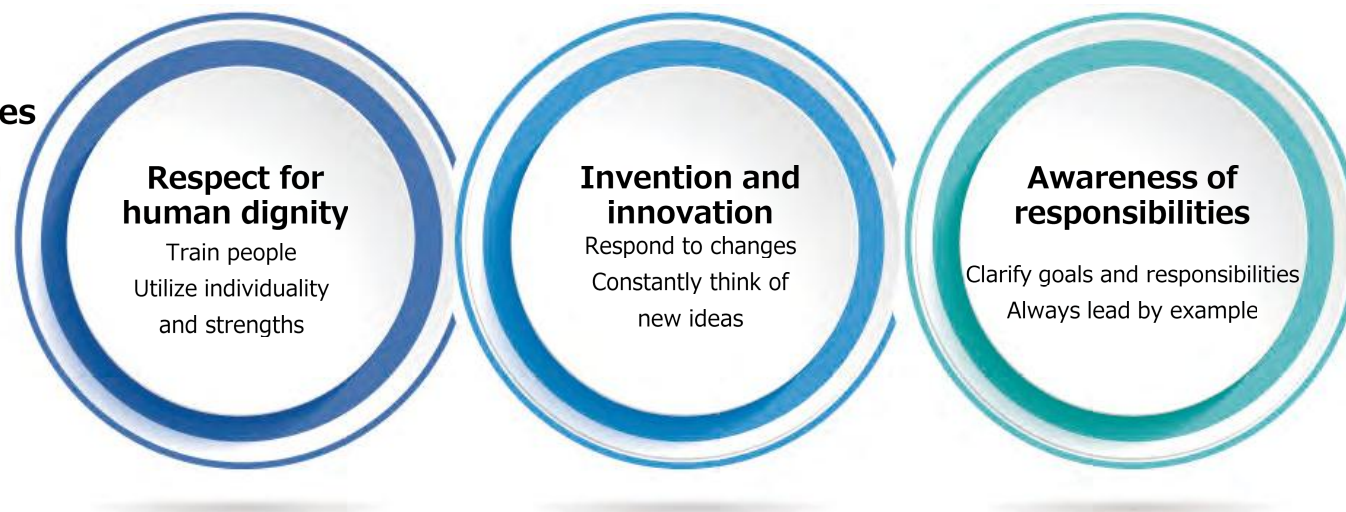 Respect for
human dignity
Train people
Utilize individuality
and strengths
Invention and
innovation
Respond to changes
Constantly think of
new ideas
Awareness of
responsibilities
Clarify goals and responsibilities
Always lead by example